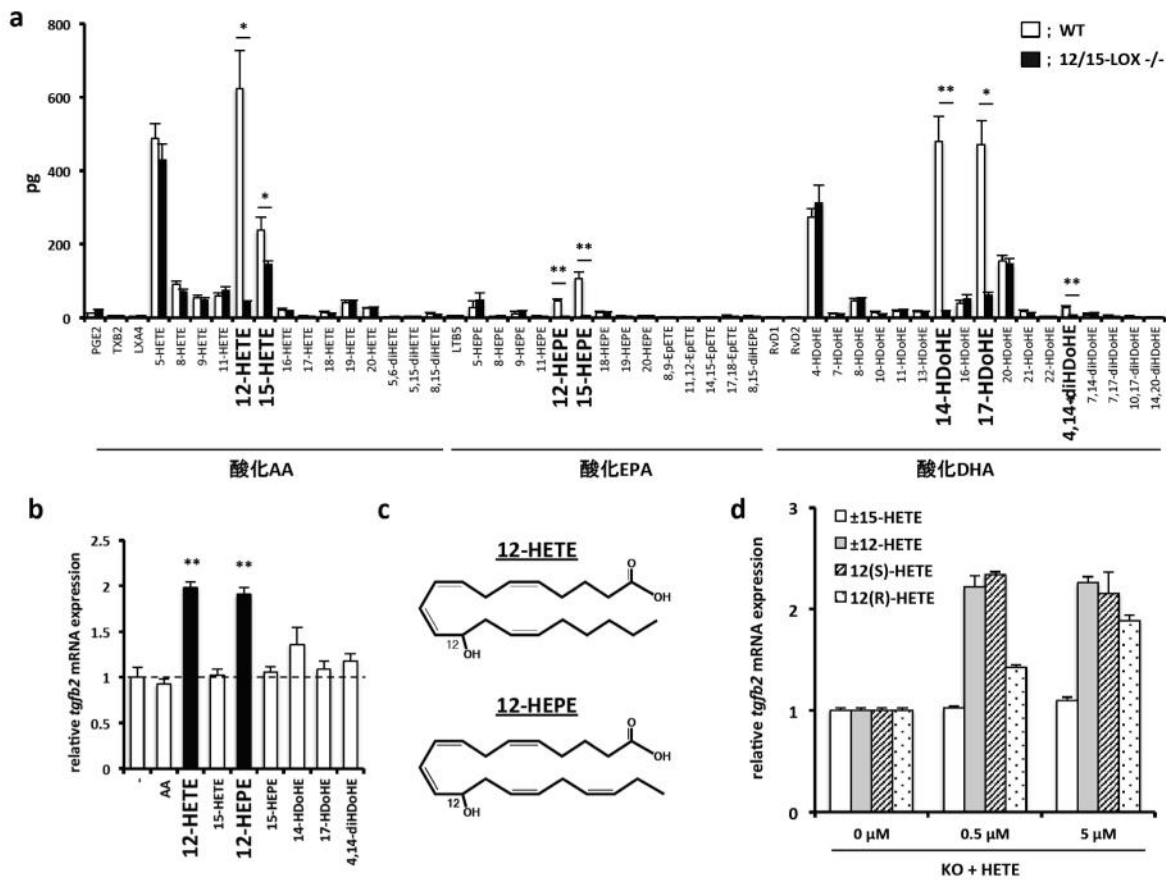 a
800
600
400
200
0
pg
; WT
; 12/15-LOX -/-
*
*
**
**
**
*
**
PGE2
TXB2
LXA4
5-HETE
8-HETE
9-HETE
11-HETE
12-HETE
15-HETE
16-HETE
17-HETE
18-HETE
19-HETE
20-HETE
5,6-diHETE
5,15-diHETE
8,15-diHETE
LTB5
5-HEPE
8-HEPE
9-HEPE
11-HEPE
12-HEPE
15-HEPE
18-HEPE
19-HEPE
20-HEPE
8,9-EpETE
11,12-EpETE
14,15-EpETE
17,18-EpETE
8,15-diHEPE
RvD1
RvD2
4-HDoHE
7-HDoHE
8-HDoHE
10-HDoHE
11-HDoHE
13-HDoHE
14-HDoHE
16-HDoHE
17-HDoHE
20-HDoHE
21-HDoHE
22-HDoHE
4,14-diHDoHE
7,14-diHDoHE
7,17-diHDoHE
10,17-diHDoHE
14,20-diHDoHE
酸化AA
酸化EPA
酸化DHA
b
relative tgfb2 mRNA expression
2.5
2
1.5
1
0.5
0
**
**
-
AA
12-HETE
15-HETE
12-HEPE
15-HEPE
14-HDoHE
17-HDoHE
4,14-diHDoHE
c
12-HETE
O
OH
12
OH
12-HEPE
O
OH
12
OH
d
relative tgfb2 mRNA expression
3
2
1
0
±15-HETE
±12-HETE
12(S)-HETE
12(R)-HETE
0 μM
0.5 μM
5 μM
KO + HETE